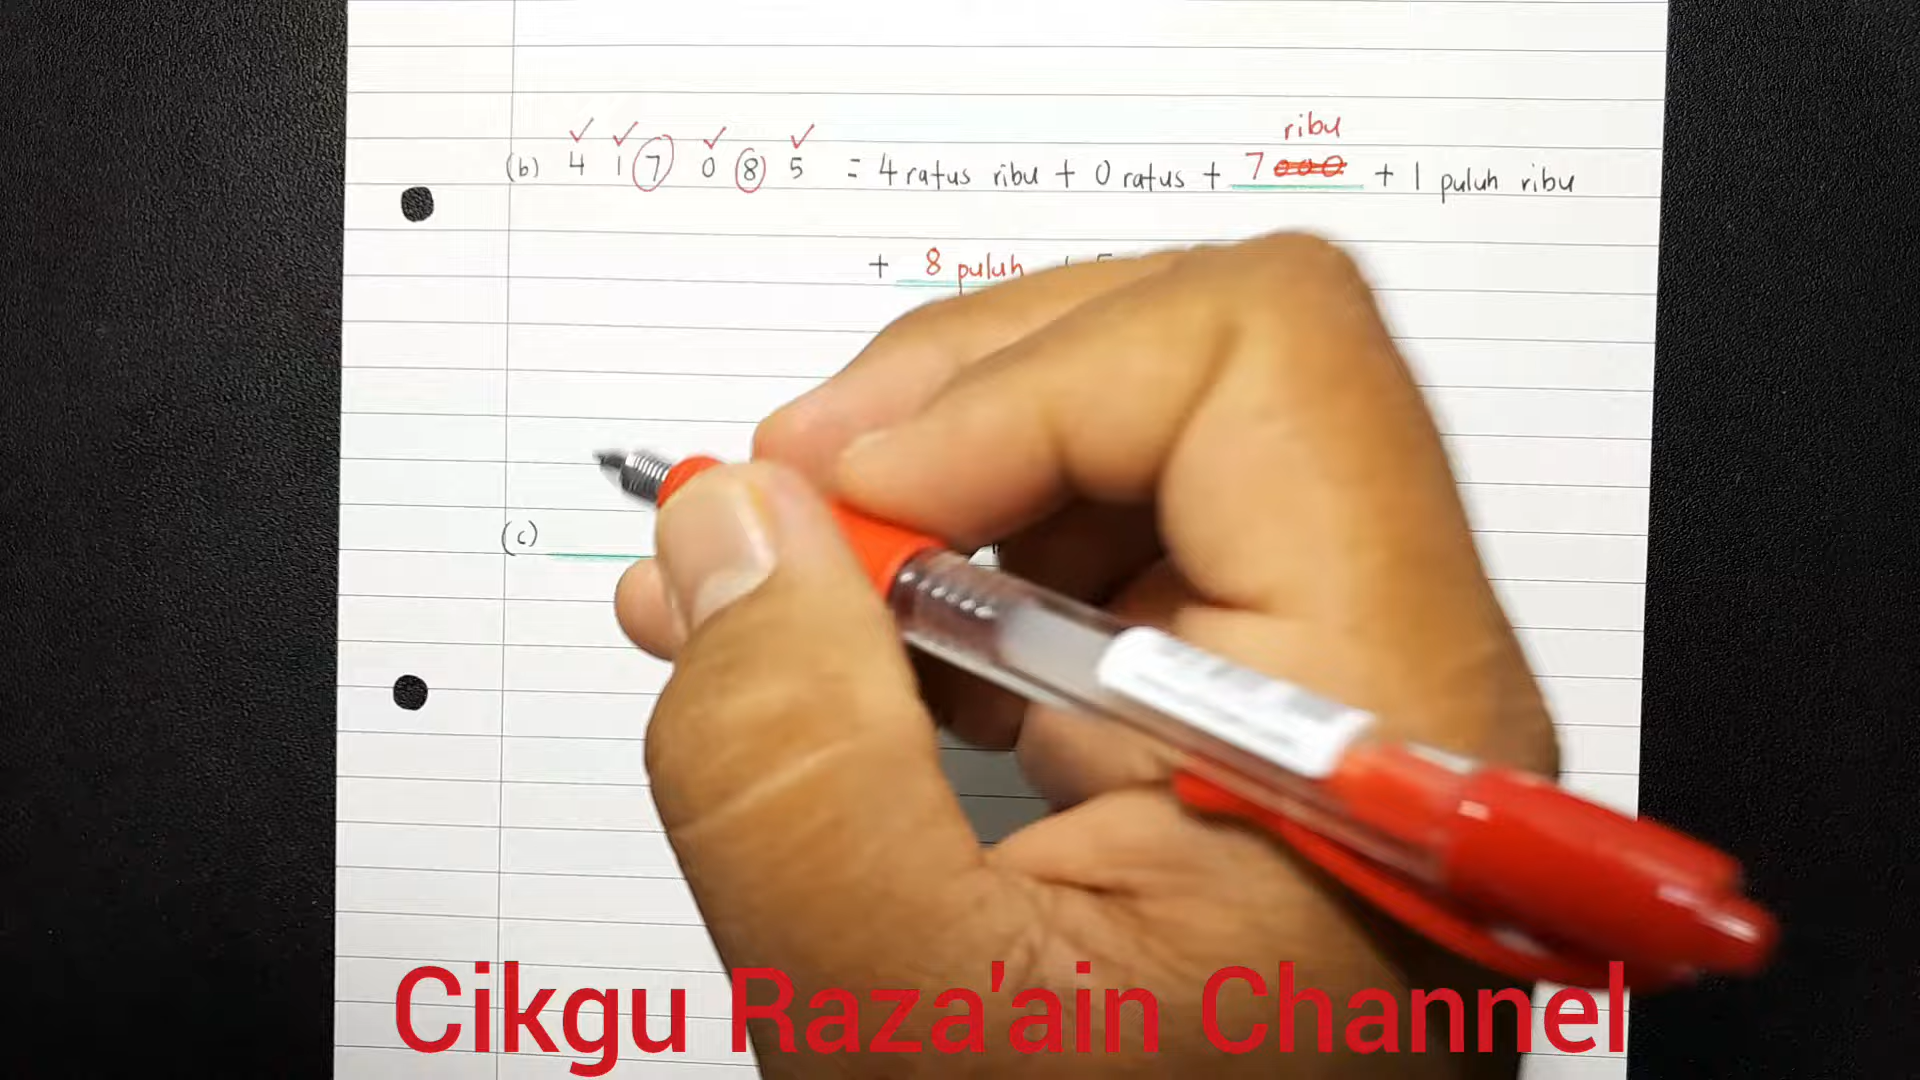 ribu
(b) 4 1 7 0 8 5 = 4 ratus ribu + 0 ratus + 7 000 + 1 puluh ribu
+ 8 puluh +
(c)
Cikgu Raza'ain Channel